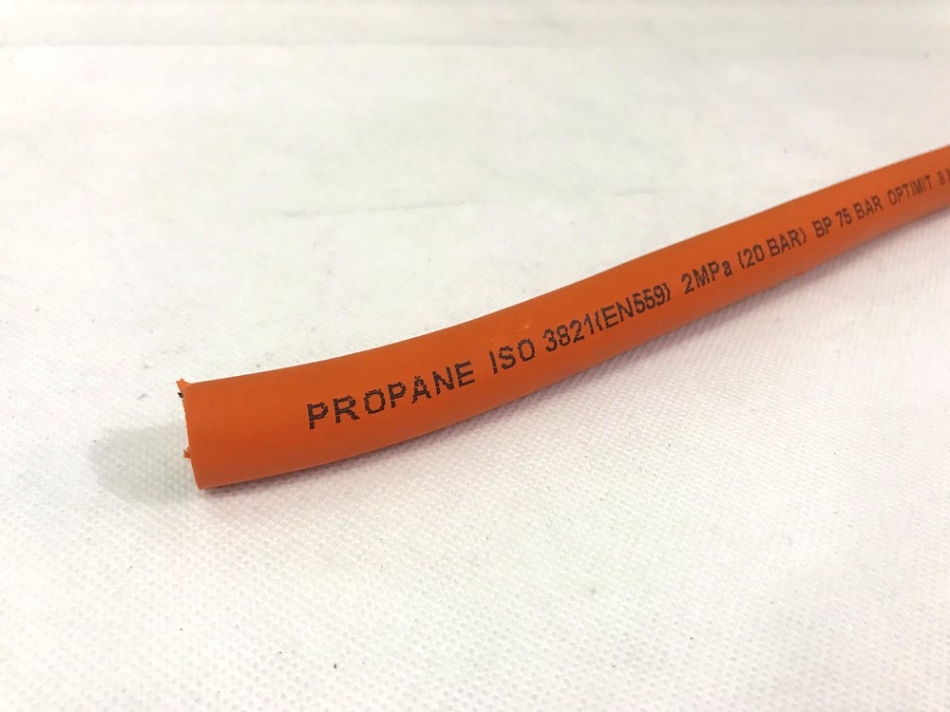 PROPANE ISO 3821(EN559) 2MPa (20 BAR) BP 75 BAR OPTIMIT